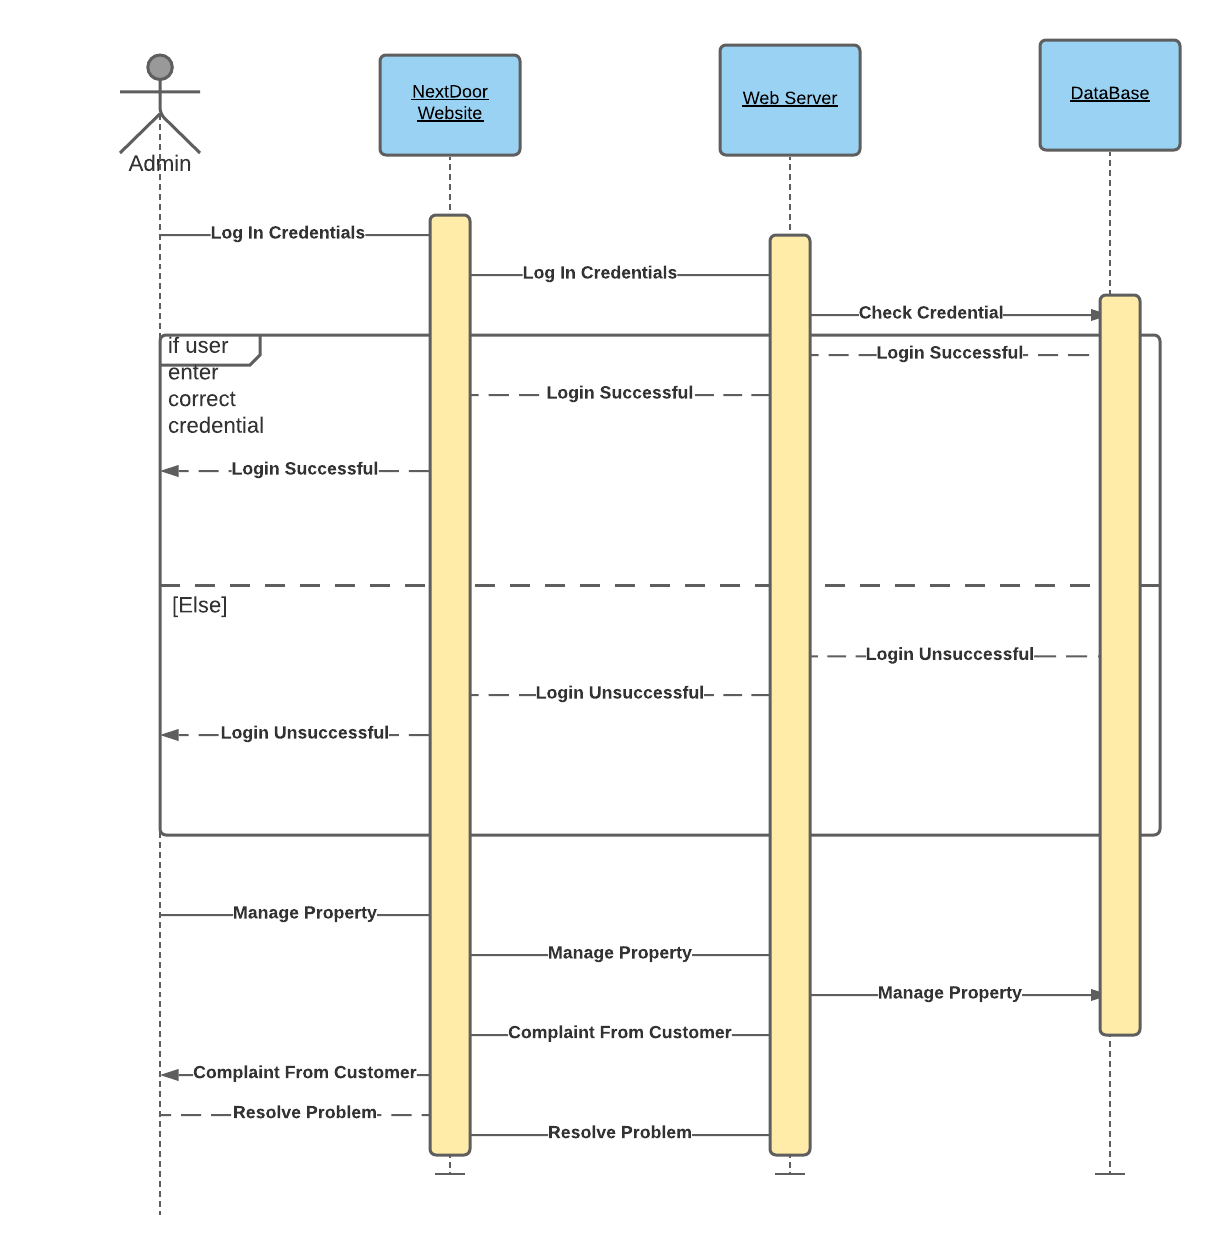 Admin
NextDoor
Website
Web Server
DataBase
Log In Credentials
Log In Credentials
Check Credential
if user
enter
correct
credential
Login Successful
Login Successful
Login Successful
[Else]
Login Unsuccessful
Login Unsuccessful
Login Unsuccessful
Manage Property
Manage Property
Manage Property
Complaint From Customer
Complaint From Customer
Resolve Problem
Resolve Problem